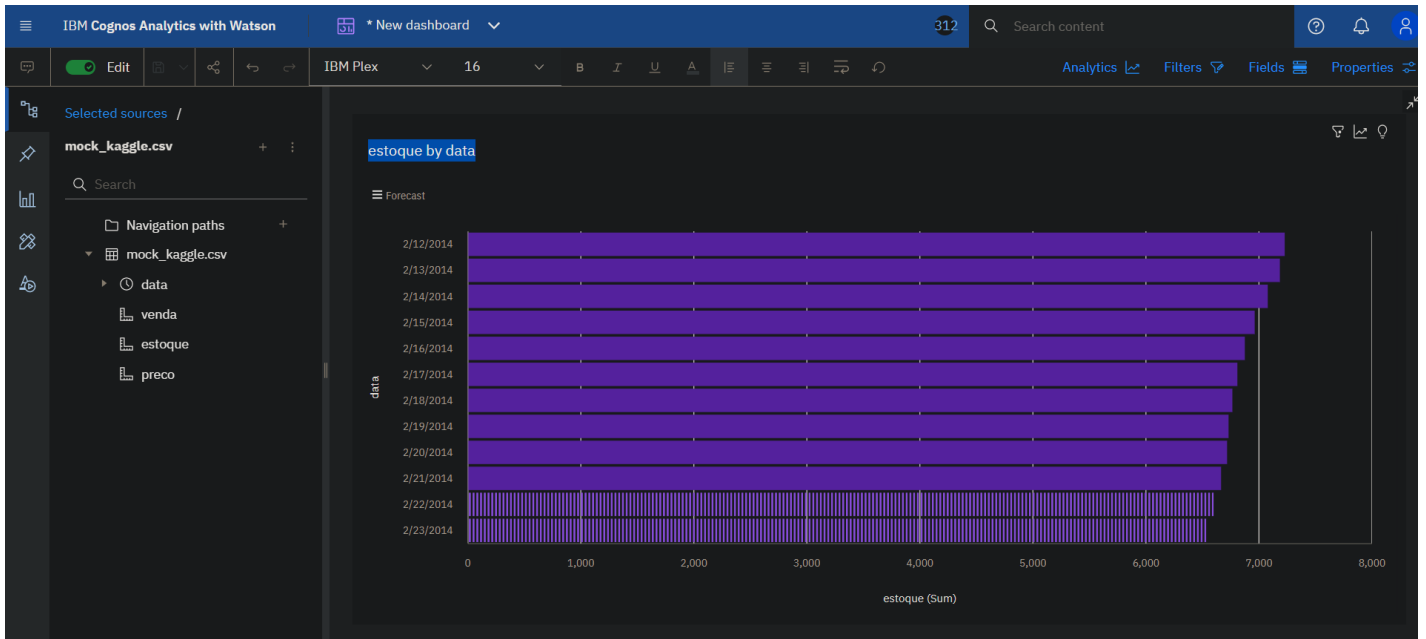 IBM Cognos Analytics with Watson
* New dashboard
312
Search content
Edit
IBM Plex
16
B I U A
Analytics
Filters
Fields
Properties
Selected sources /
mock_kaggle.csv
Search
Navigation paths
mock_kaggle.csv
data
venda
estoque
preco
estoque by data
Forecast
data
2/12/2014
2/13/2014
2/14/2014
2/15/2014
2/16/2014
2/17/2014
2/18/2014
2/19/2014
2/20/2014
2/21/2014
2/22/2014
2/23/2014
0 1,000 2,000 3,000 4,000 5,000 6,000 7,000 8,000
estoque (Sum)